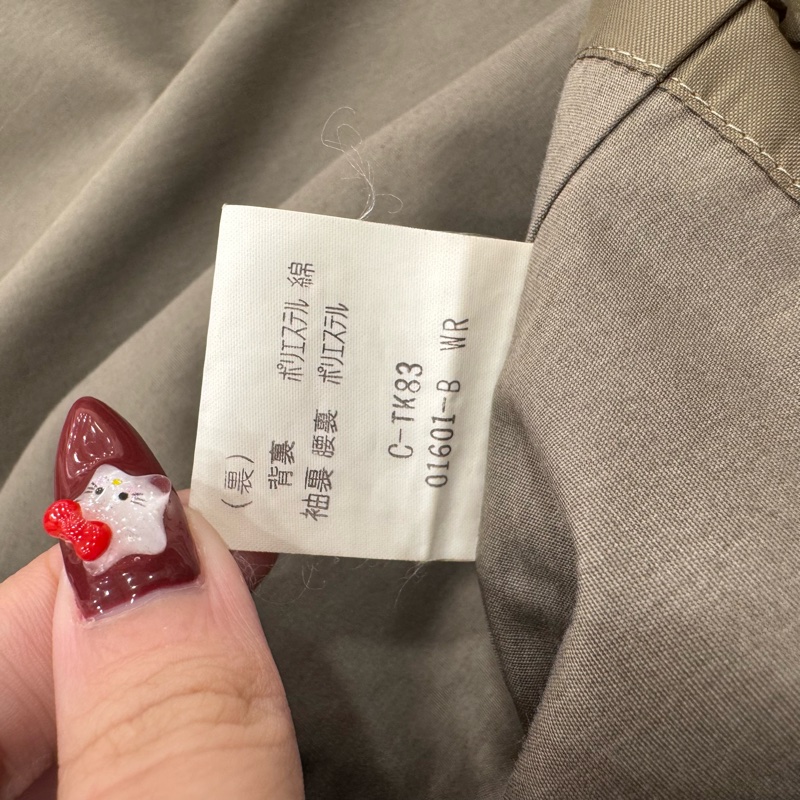 (裏)
背裏 ポリエステル 綿
袖裏 腰裏 ポリエステル
C-TK83
01601-B WR